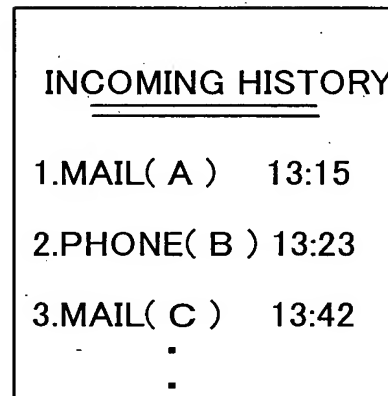 INCOMING HISTORY
1.MAIL( A ) 13:15
2.PHONE( B ) 13:23
3.MAIL( C ) 13:42